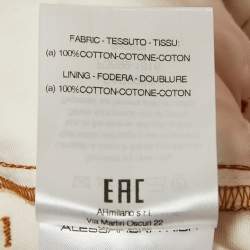 FABRIC - TESSUTO - TISSU:
(a) 100%COTTON-COTONE-COTON
LINING - FODERA - DOUBLURE
(a) 100%COTTON-COTONE-COTON
EAC
AHmilano s.r.l.
Via Martiri Oscuri 22